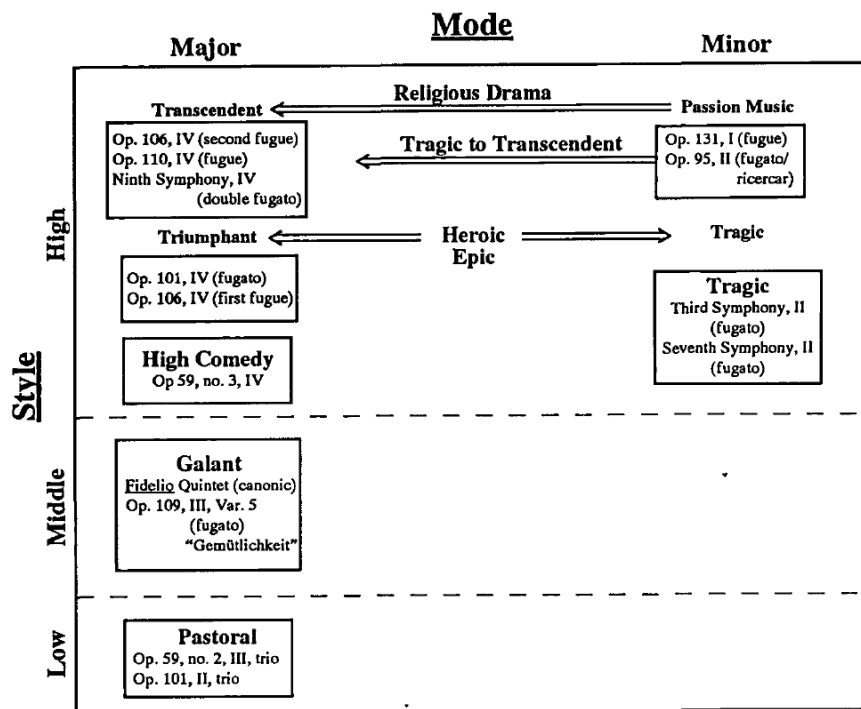 Mode
Major
Minor
Style
High
Religious Drama
Transcendent
Passion Music
Op. 106, IV (second fugue)
Op. 110, IV (fugue)
Ninth Symphony, IV
(double fugato)
Tragic to Transcendent
Op. 131, I (fugue)
Op. 95, II (fugato/
ricercar)
Triumphant
Heroic
Epic
Tragic
Op. 101, IV (fugato)
Op. 106, IV (first fugue)
Tragic
Third Symphony, II
(fugato)
Seventh Symphony, II
(fugato)
High Comedy
Op 59, no. 3, IV
Middle
Galant
Fidelio Quintet (canonic)
Op. 109, III, Var. 5
(fugato)
“Gemütlichkeit”
Low
Pastoral
Op. 59, no. 2, III, trio
Op. 101, II, trio